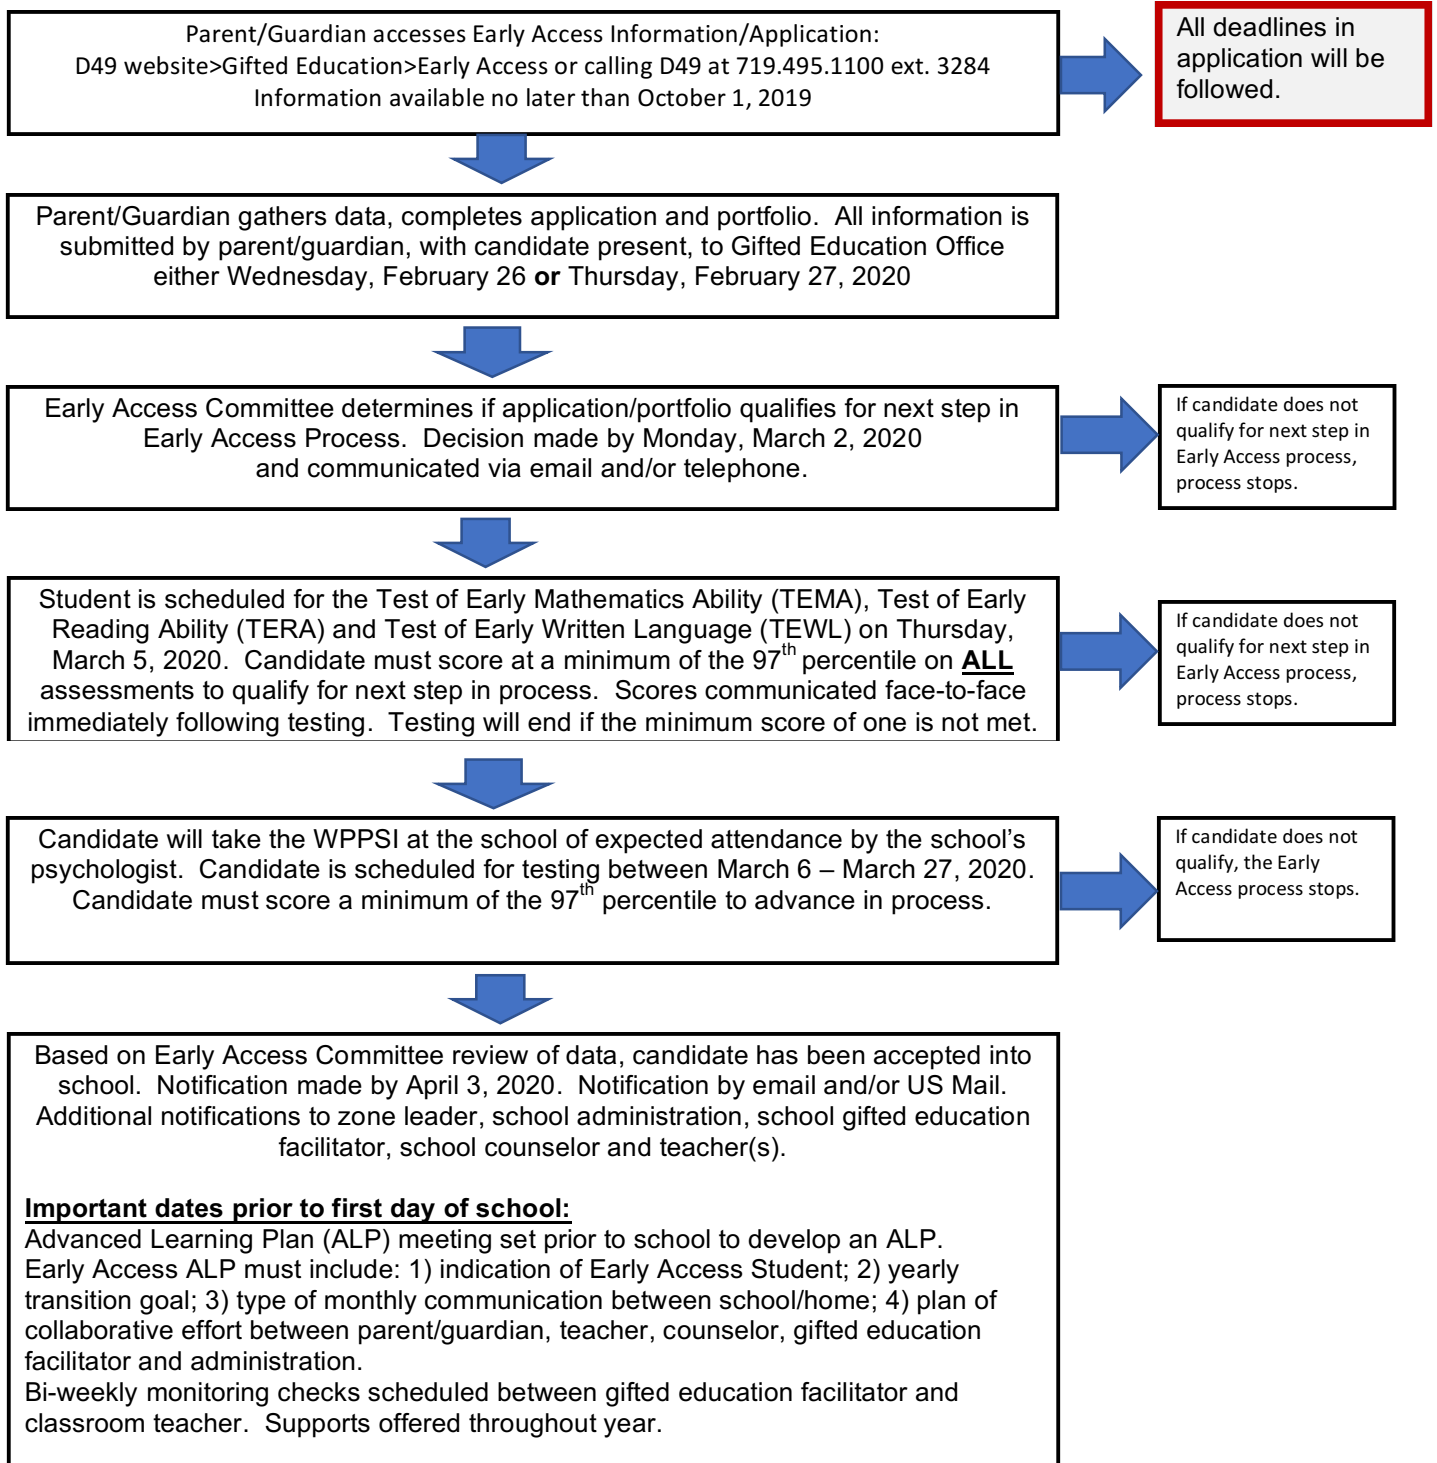 Parent/Guardian accesses Early Access Information/Application:
D49 website>Gifted Education>Early Access or calling D49 at 719.495.1100 ext. 3284
Information available no later than October 1, 2019
All deadlines in
application will be
followed.
Parent/Guardian gathers data, completes application and portfolio.  All information is
submitted by parent/guardian, with candidate present, to Gifted Education Office
either Wednesday, February 26 or Thursday, February 27, 2020
Early Access Committee determines if application/portfolio qualifies for next step in
Early Access Process.  Decision made by Monday, March 2, 2020
and communicated via email and/or telephone.
If candidate does not
qualify for next step in
Early Access process,
process stops.
Student is scheduled for the Test of Early Mathematics Ability (TEMA), Test of Early
Reading Ability (TERA) and Test of Early Written Language (TEWL) on Thursday,
March 5, 2020.  Candidate must score at a minimum of the 97th percentile on ALL
assessments to qualify for next step in process.  Scores communicated face-to-face
immediately following testing.  Testing will end if the minimum score of one is not met.
If candidate does not
qualify for next step in
Early Access process,
process stops.
Candidate will take the WPPSI at the school of expected attendance by the school's
psychologist.  Candidate is scheduled for testing between March 6 – March 27, 2020.
Candidate must score a minimum of the 97th percentile to advance in process.
If candidate does not
qualify, the Early
Access process stops.
Based on Early Access Committee review of data, candidate has been accepted into
school.  Notification made by April 3, 2020.  Notification by email and/or US Mail.
Additional notifications to zone leader, school administration, school gifted education
facilitator, school counselor and teacher(s).
Important dates prior to first day of school:
Advanced Learning Plan (ALP) meeting set prior to school to develop an ALP.
Early Access ALP must include: 1) indication of Early Access Student; 2) yearly
transition goal; 3) type of monthly communication between school/home; 4) plan of
collaborative effort between parent/guardian, teacher, counselor, gifted education
facilitator and administration.
Bi-weekly monitoring checks scheduled between gifted education facilitator and
classroom teacher.  Supports offered throughout year.